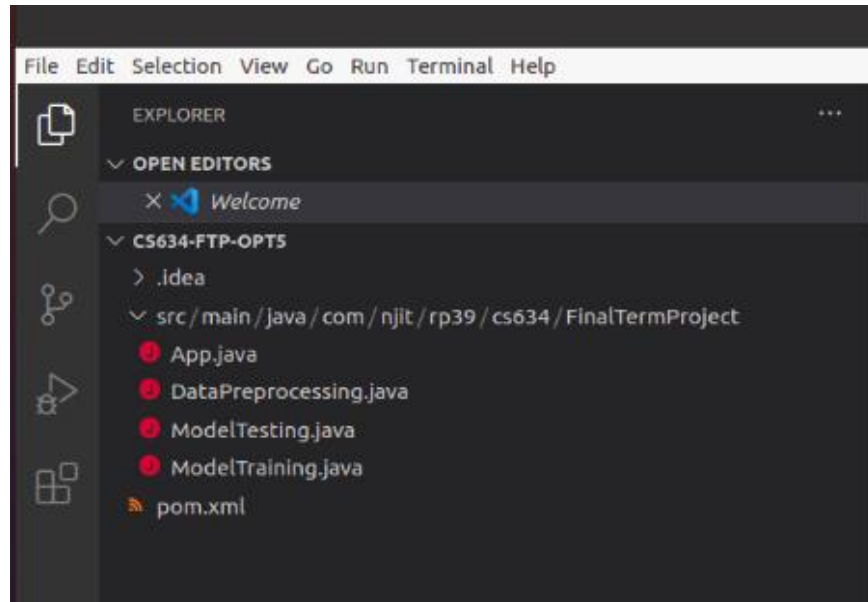 File Edit Selection View Go Run Terminal Help
EXPLORER
OPEN EDITORS
Welcome
CS634-FTP-OPT5
.idea
src/main/java/com/njit/rp39/cs634/FinalTermProject
App.java
DataPreprocessing.java
ModelTesting.java
ModelTraining.java
pom.xml